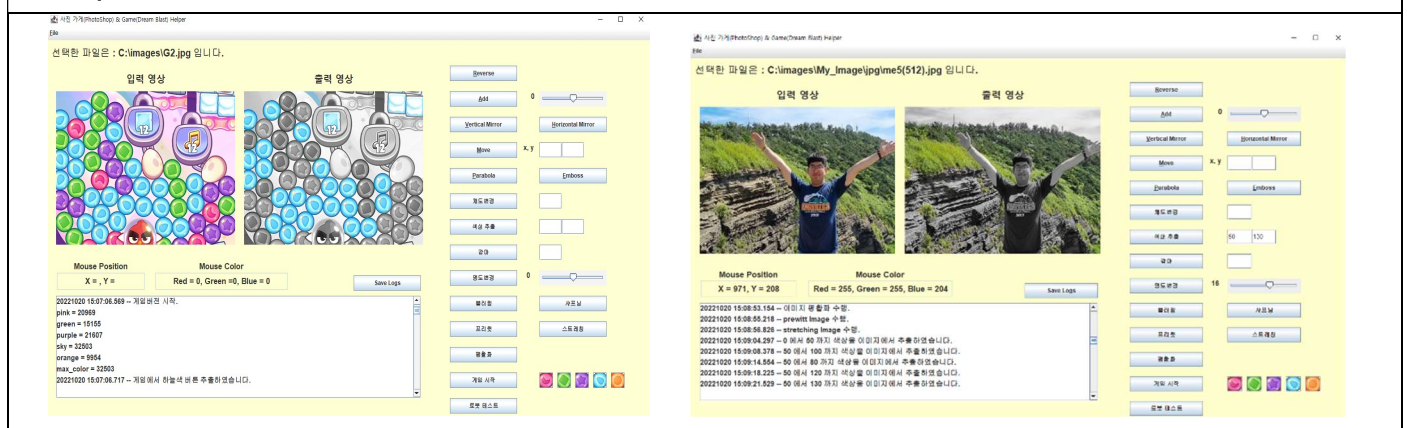 사진 가게(PhotoShop) & Game(Dream Blast) Helper
File
선택한 파일은 : C:\images\G2.jpg 입니다.
입력 영상
출력 영상
Reverse
Add
0
Vertical Mirror
Horizontal Mirror
Move
x, y
Parabola
Emboss
채도변경
색상 추출
감마
Mouse Position
Mouse Color
X = , Y =
Red = 0, Green =0, Blue = 0
Save Logs
명도변경
0
20221020 15:07:06.569 -- 게임버젼 시작.
pink = 20969
green = 15155
purple = 21607
sky = 32503
orange = 9954
max_color = 32503
20221020 15:07:06.717 -- 게임에서 하늘색 버튼 추출하였습니다.
블러링
샤프닝
프리윗
스트레칭
평활화
게임 시작
로봇 테스트
사진 가게(PhotoShop) & Game(Dream Blast) Helper
File
선택한 파일은 : C:\images\My_Image\jpg\me5(512).jpg 입니다.
입력 영상
출력 영상
Reverse
Add
0
Vertical Mirror
Horizontal Mirror
Move
x, y
Parabola
Emboss
채도변경
색상 추출
50
130
감마
Mouse Position
Mouse Color
X = 971, Y = 208
Red = 255, Green = 255, Blue = 204
Save Logs
명도변경
16
20221020 15:08:53.154 -- 이미지 평활화 수행.
20221020 15:08:55.218 -- prewitt Image 수행.
20221020 15:08:56.826 -- stretching Image 수행.
20221020 15:09:04.297 -- 0 에서 50 까지 색상을 이미지에서 추출하였습니다.
20221020 15:09:08.378 -- 50 에서 100 까지 색상을 이미지에서 추출하였습니다.
20221020 15:09:14.554 -- 50 에서 80 까지 색상을 이미지에서 추출하였습니다.
20221020 15:09:18.225 -- 50 에서 120 까지 색상을 이미지에서 추출하였습니다.
20221020 15:09:21.529 -- 50 에서 130 까지 색상을 이미지에서 추출하였습니다.
블러링
샤프닝
프리윗
스트레칭
평활화
게임 시작
로봇 테스트